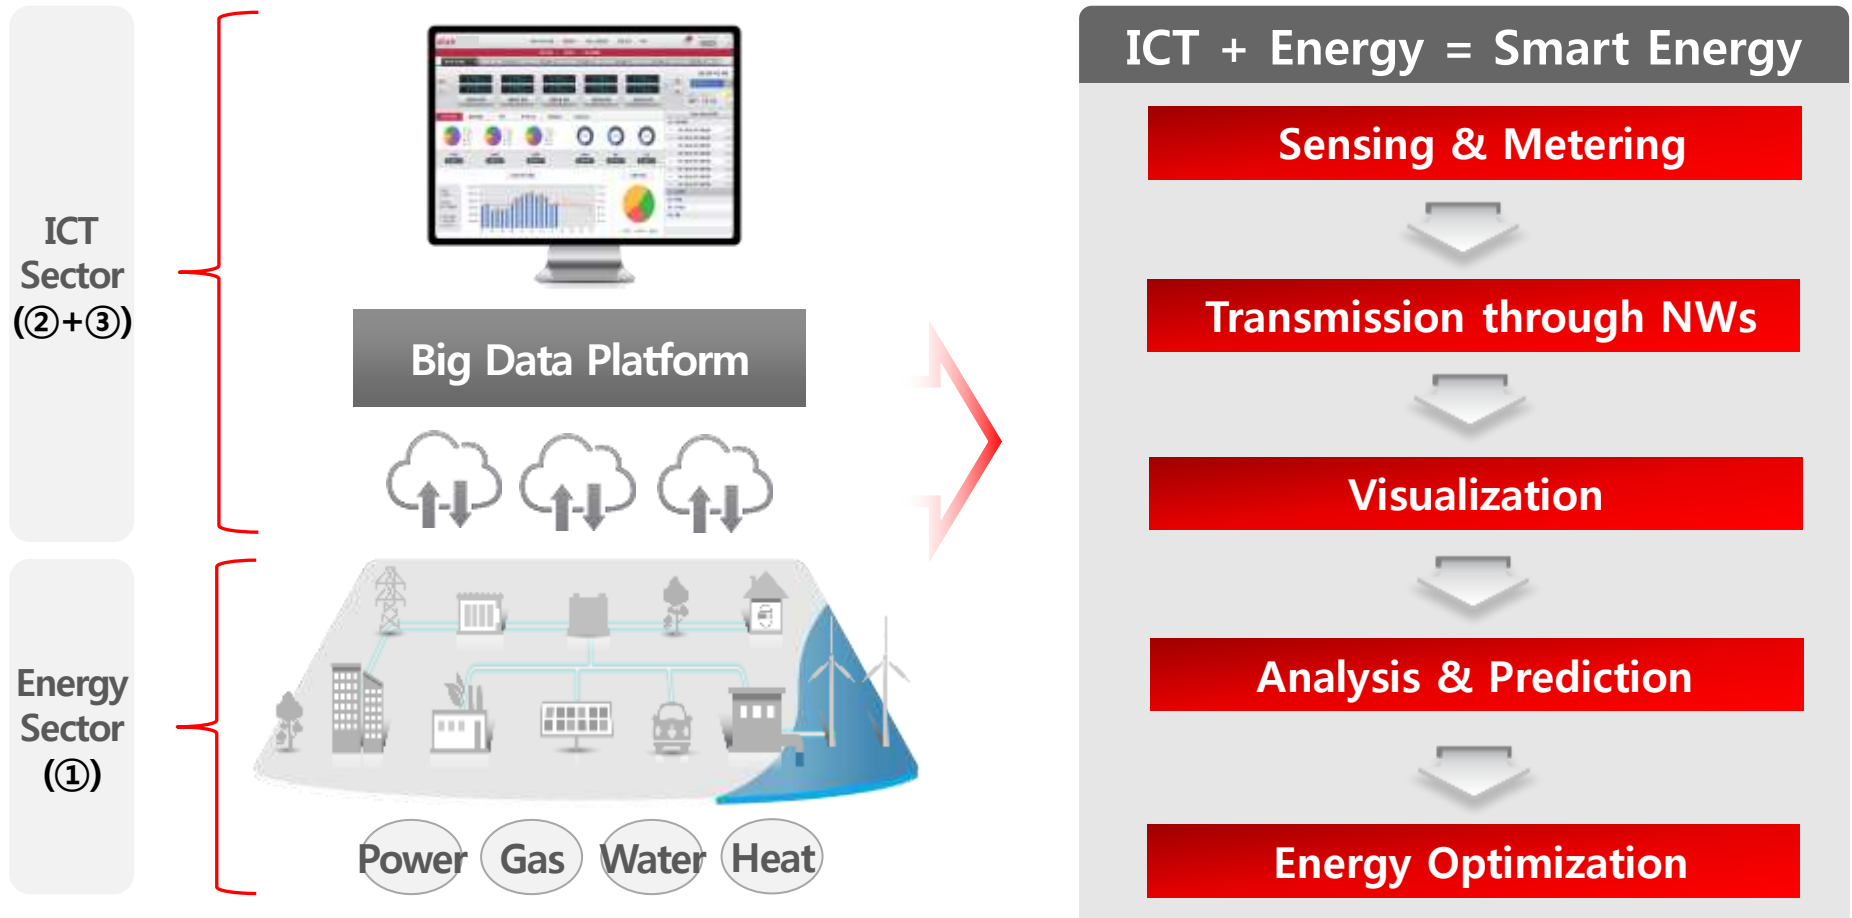 ICT
Sector
(②+③)
Big Data Platform
Energy
Sector
(①)
Power
Gas
Water
Heat
ICT + Energy = Smart Energy
Sensing & Metering
Transmission through NWs
Visualization
Analysis & Prediction
Energy Optimization